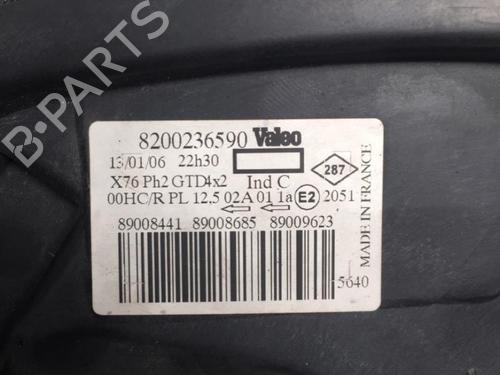 B-PARTS
8200236590 Valeo
13/01/06 22h30
287
X76 Ph2 GTD4x2 Ind C
00HC/R PL 12.5 02A 01 1a E2 2051
89008441 89008685 89009623
5640
MADE IN FRANCE